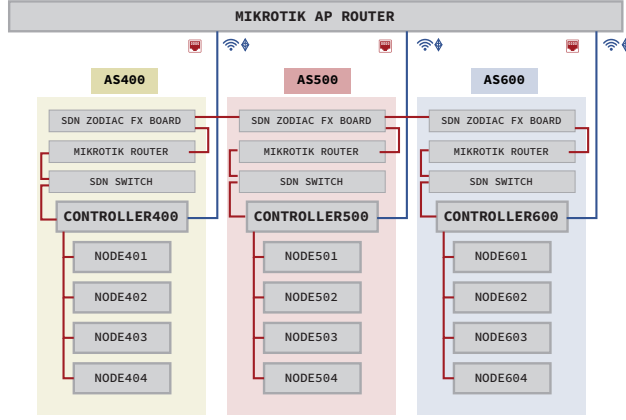 MIKROTIK AP ROUTER
AS400
AS500
AS600
SDN ZODIAC FX BOARD
SDN ZODIAC FX BOARD
SDN ZODIAC FX BOARD
MIKROTIK ROUTER
MIKROTIK ROUTER
MIKROTIK ROUTER
SDN SWITCH
SDN SWITCH
SDN SWITCH
CONTROLLER400
CONTROLLER500
CONTROLLER600
NODE401
NODE501
NODE601
NODE402
NODE502
NODE602
NODE403
NODE503
NODE603
NODE404
NODE504
NODE604